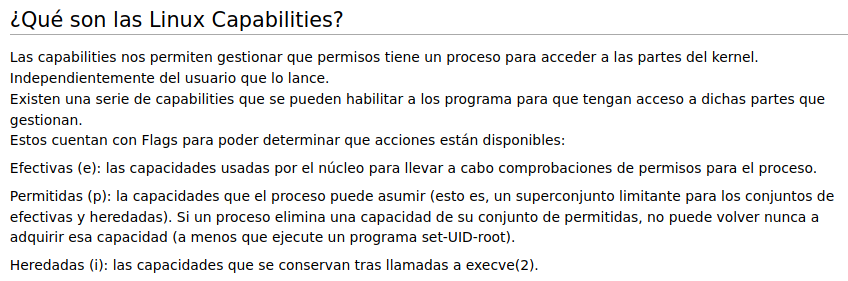 ¿Qué son las Linux Capabilities?
Las capabilities nos permiten gestionar que permisos tiene un proceso para acceder a las partes del kernel.
Independientemente del usuario que lo lance.
Existen una serie de capabilities que se pueden habilitar a los programa para que tengan acceso a dichas partes que
gestionan.
Estos cuentan con Flags para poder determinar que acciones están disponibles:
Efectivas (e): las capacidades usadas por el núcleo para llevar a cabo comprobaciones de permisos para el proceso.
Permitidas (p): la capacidades que el proceso puede asumir (esto es, un superconjunto limitante para los conjuntos de
efectivas y heredadas). Si un proceso elimina una capacidad de su conjunto de permitidas, no puede volver nunca a
adquirir esa capacidad (a menos que ejecute un programa set-UID-root).
Heredadas (i): las capacidades que se conservan tras llamadas a execve(2).